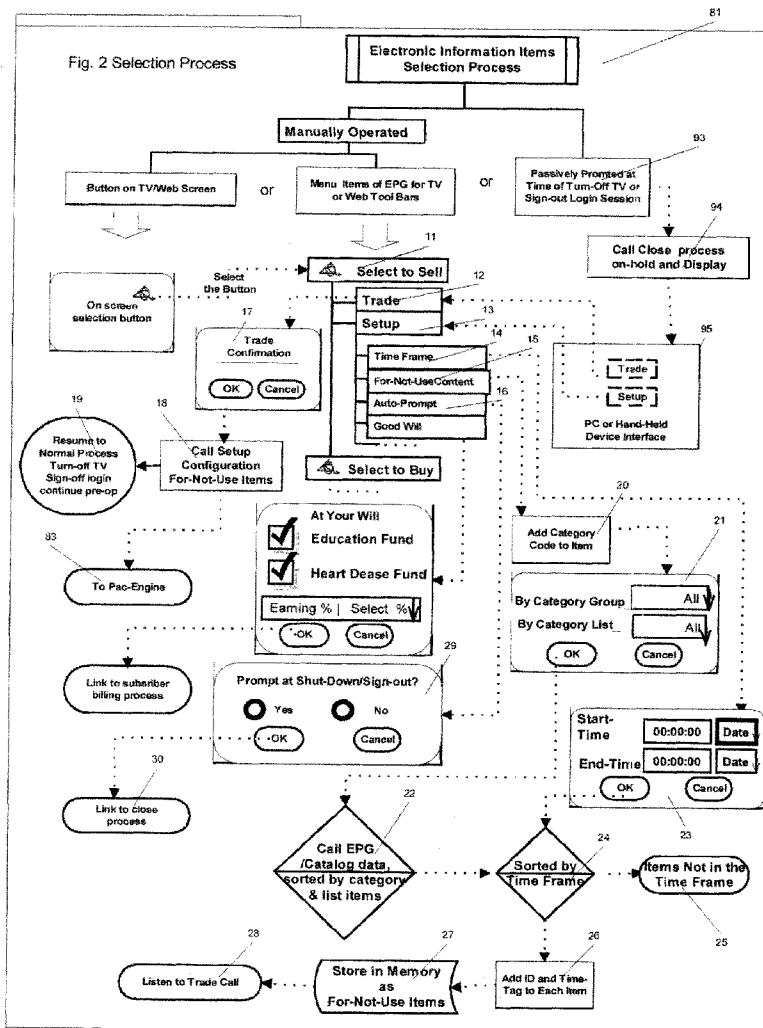 81
Fig. 2 Selection Process
Electronic Information Items
Selection Process
Manually Operated
93
Button on TV/Web Screen
or
Menu Items of EPG for TV
or Web Tool Bars
or
Passively Promted at
Time of Turn-Off TV or
Sign-out Login Session
94
Call Close process
on-hold and Display
11
Select to Sell
12
Select
the Button
On screen
selection button
Trade
13
Setup
14
15
17
Trade
Confirmation
OK
Cancel
Time Frame
For-Not-UseContent
16
Auto-Prompt
Good Will
95
Trade
Setup
PC or Hand-Held
Device Interface
19
Resume to
Normal Process
Turn-off TV
Sign-off login
continue pre-op
18
Call Setup
Configuration
For-Not-Use Items
Select to Buy
20
Add Category
Code to Item
21
By Category Group
All
By Category List
All
OK
Cancel
At Your Will
Education Fund
Heart Dease Fund
Earning % | Select %
OK
Cancel
83
To Pac-Engine
Link to subsriber
billing process
29
Prompt at Shut-Down/Sign-out?
Yes
No
OK
Cancel
Start-
Time
00:00:00
Date
End-Time
00:00:00
Date
OK
Cancel
23
30
Link to close
process
22
Call EPG
/Catalog data,
sorted by category
& list items
24
Sorted by
Time Frame
Items Not in the
Time Frame
25
28
Listen to Trade Call
27
Store in Memory
as
For-Not-Use Items
26
Add ID and Time-
Tag to Each Item